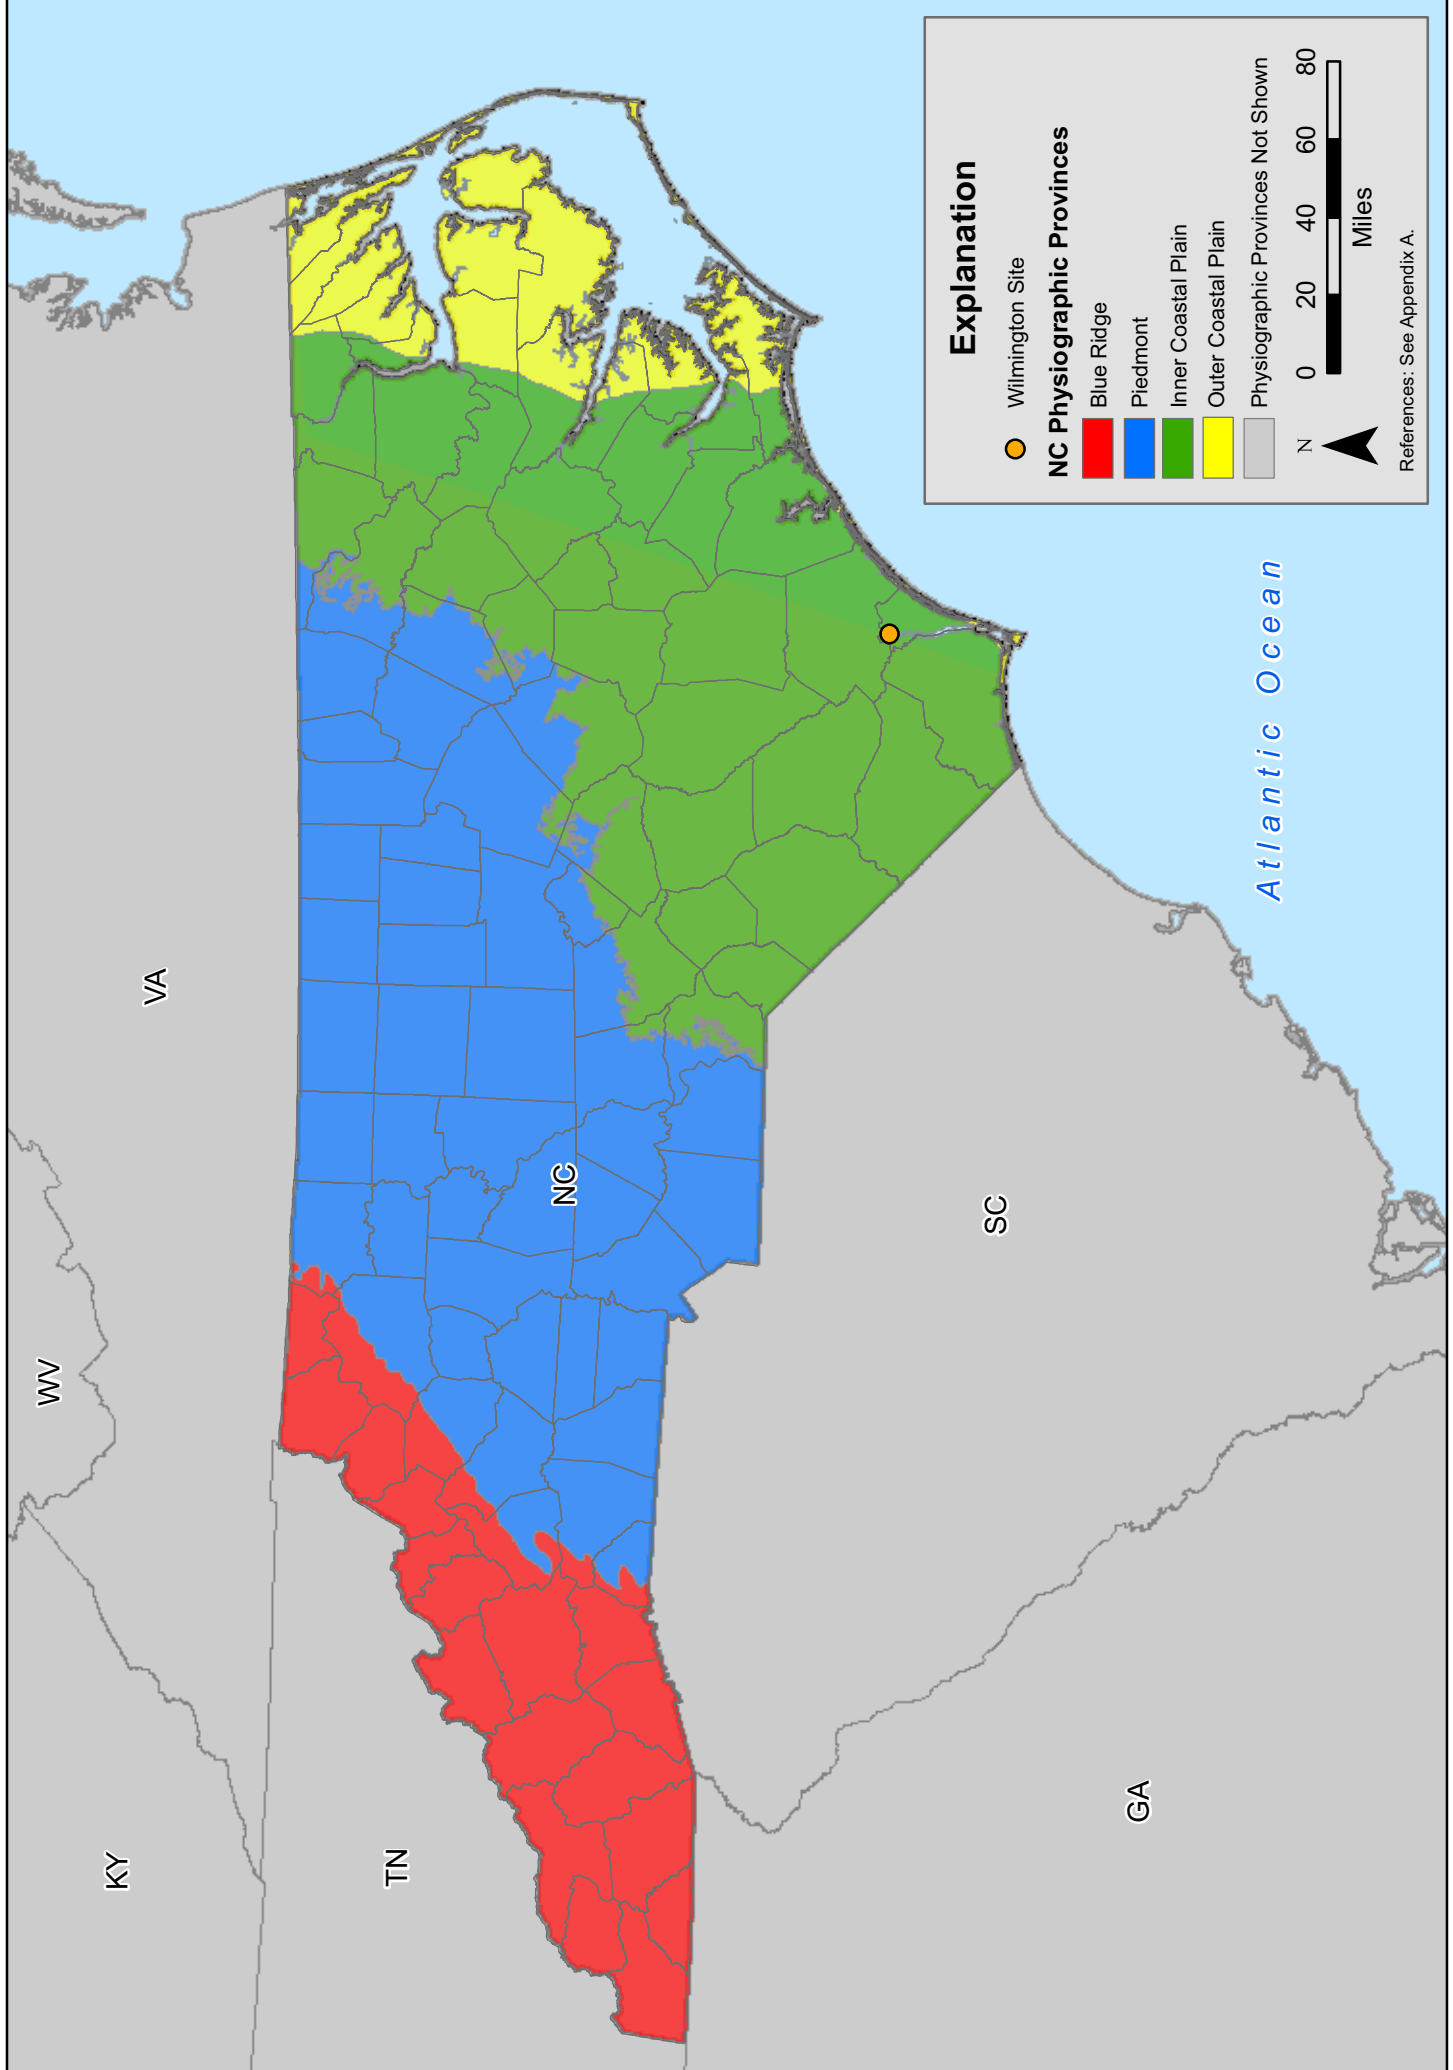 WV
KY
VA
TN
NC
SC
GA
Atlantic Ocean
Explanation
Wilmington Site
NC Physiographic Provinces
Blue Ridge
Piedmont
Inner Coastal Plain
Outer Coastal Plain
Physiographic Provinces Not Shown
N
0 20 40 60 80
Miles
References: See Appendix A.